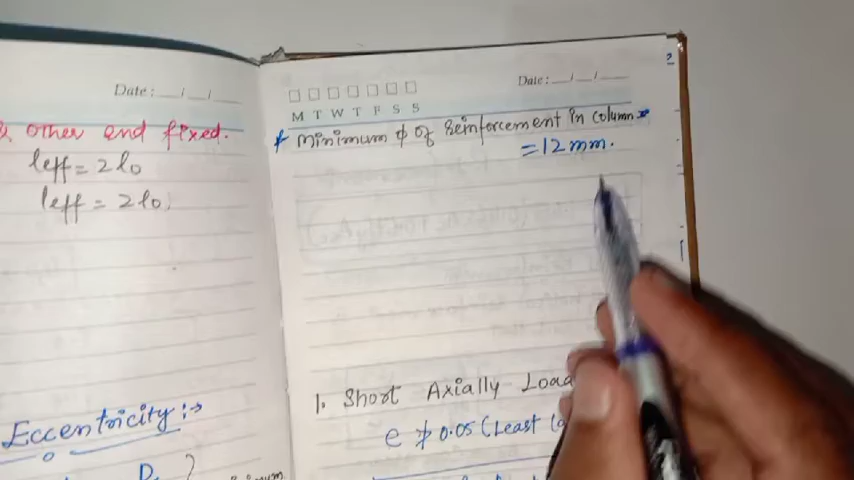 Date: __/__/__
other end fixed.
leff = 2l0
leff = 2l0
Eccentricity :->
D
Date: __/__/__
M T W T F S S
* Minimum ϕ of Reinforcement in Column
= 12 mm.
1. Short Axially Load
e ≯ 0.05 (Least